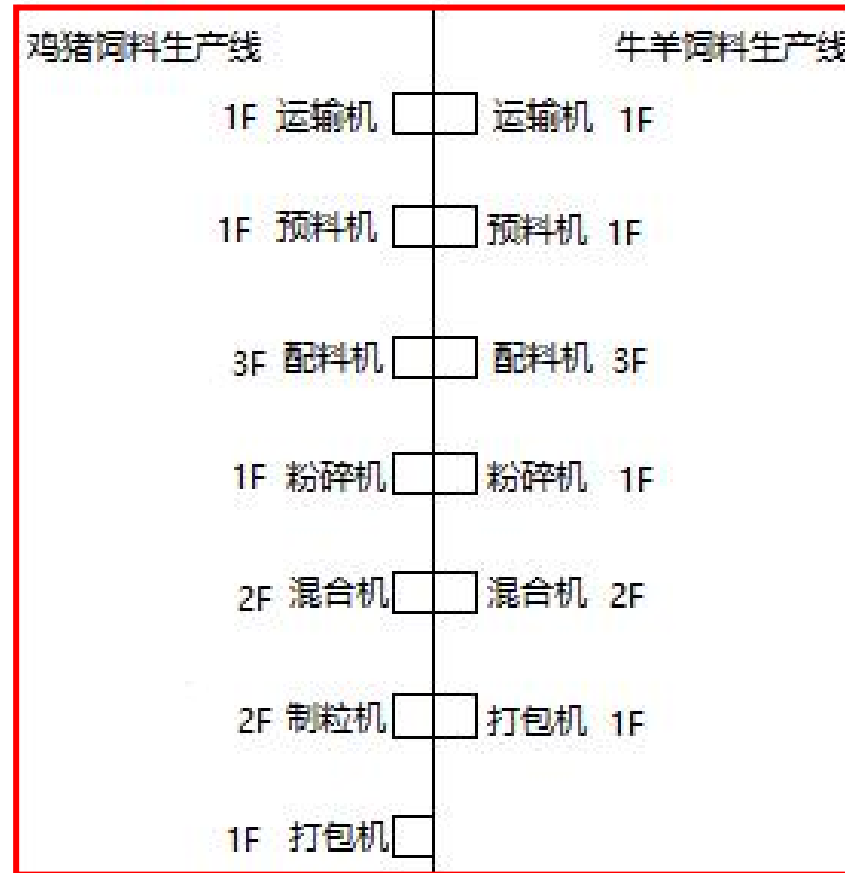 鸡猪饲料生产线 牛羊饲料生产线
1F 运输机 运输机 1F
1F 预料机 预料机 1F
3F 配料机 配料机 3F
1F 粉碎机 粉碎机 1F
2F 混合机 混合机 2F
2F 制粒机 打包机 1F
1F 打包机